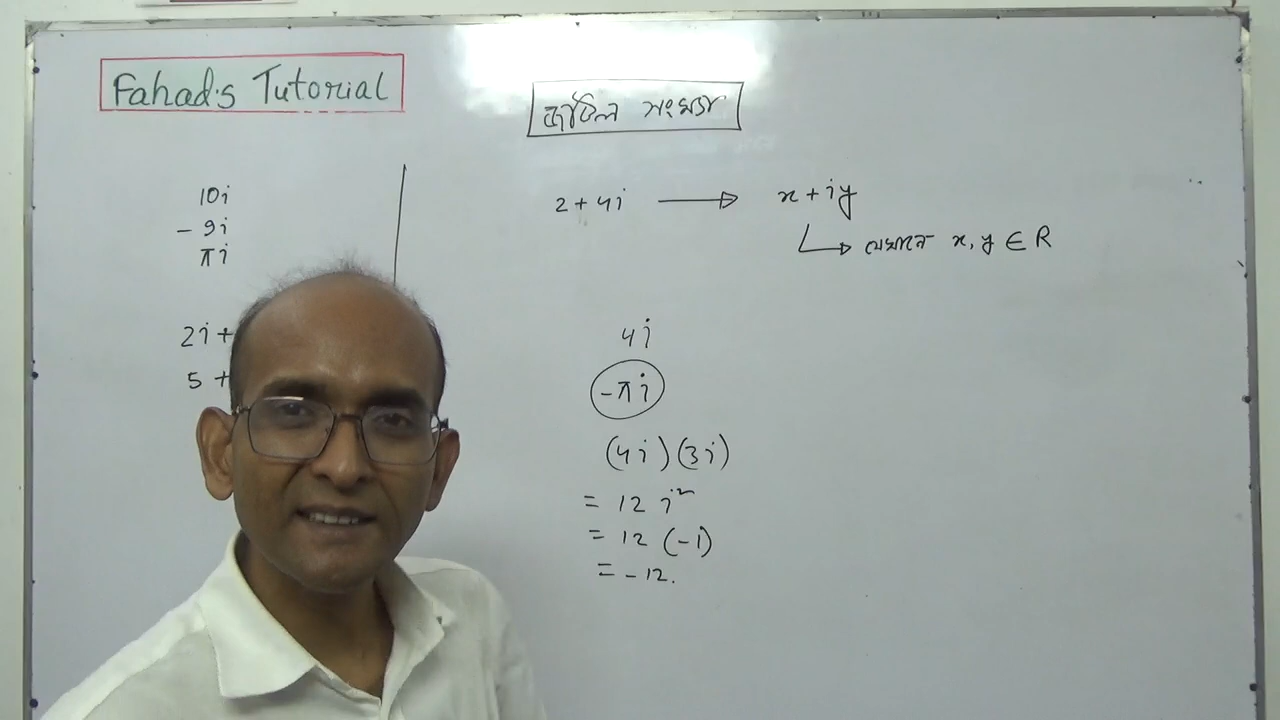 Fahad's Tutorial
জটিল সংখ্যা
10i
- 9i
πi
2i +
5 +
2 + 4i → x + iy
↳ যেখানে x, y ∈ R
4i
-πi
(4i)(3i)
= 12 i²
= 12 (-1)
= -12.